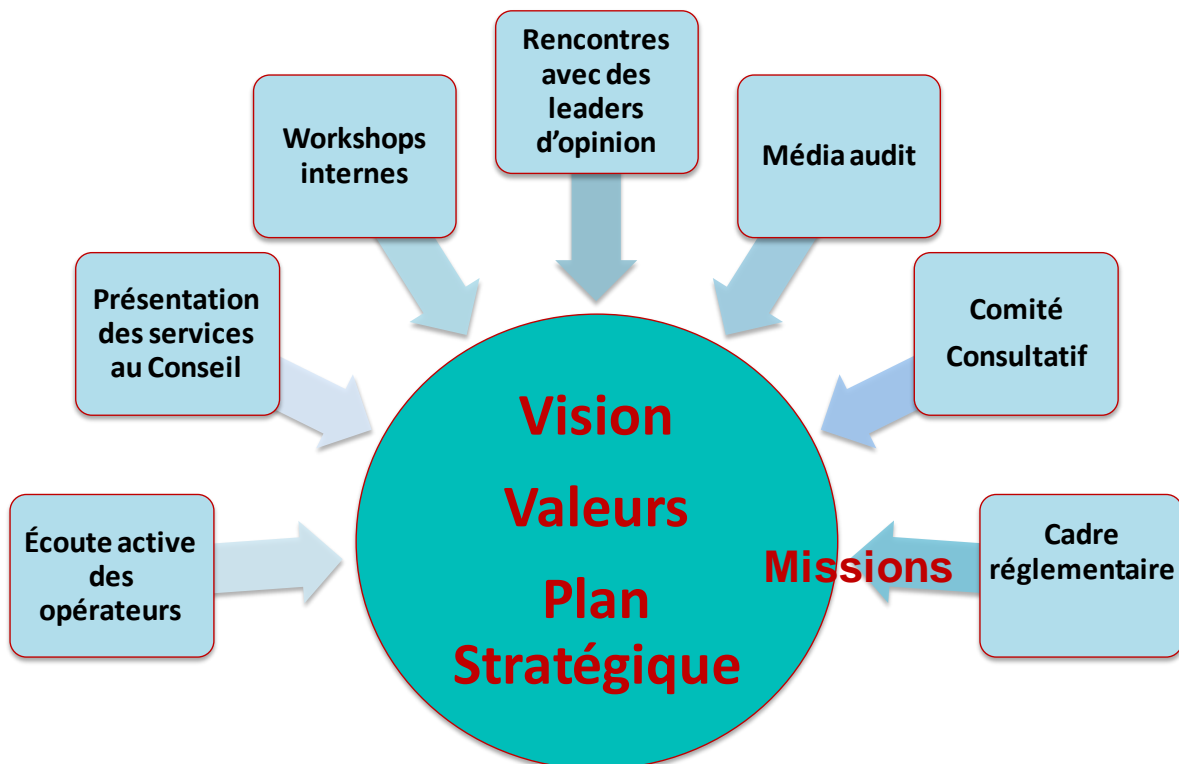 Rencontres
avec des
leaders
d’opinion
Workshops
internes
Média audit
Présentation
des services
au Conseil
Comité
Consultatif
Écoute active
des
opérateurs
Cadre
réglementaire
Vision
Valeurs
Plan
Stratégique
Missions